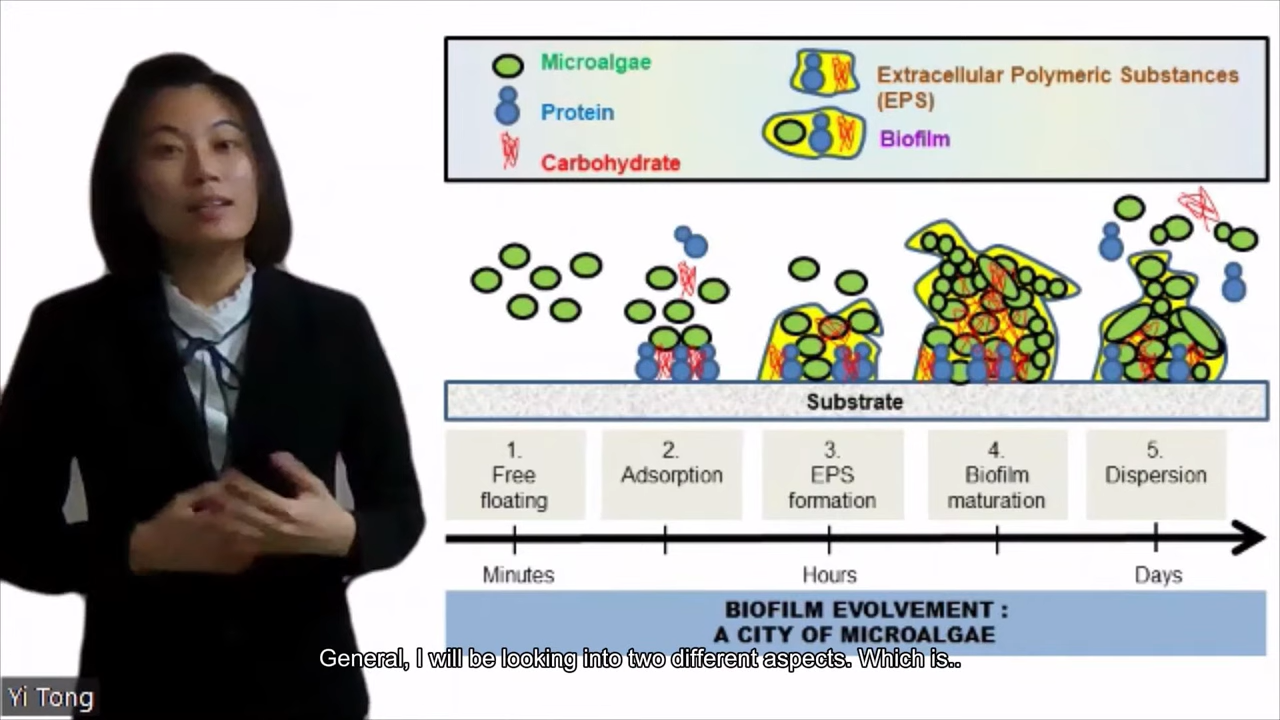 Microalgae
Protein
Carbohydrate
Extracellular Polymeric Substances
(EPS)
Biofilm
Substrate
1.
Free
floating
2.
Adsorption
3.
EPS
formation
4.
Biofilm
maturation
5.
Dispersion
Minutes
Hours
Days
BIOFILM EVOLVEMENT :
A CITY OF MICROALGAE
General, I will be looking into two different aspects. Which is..
Yi Tong